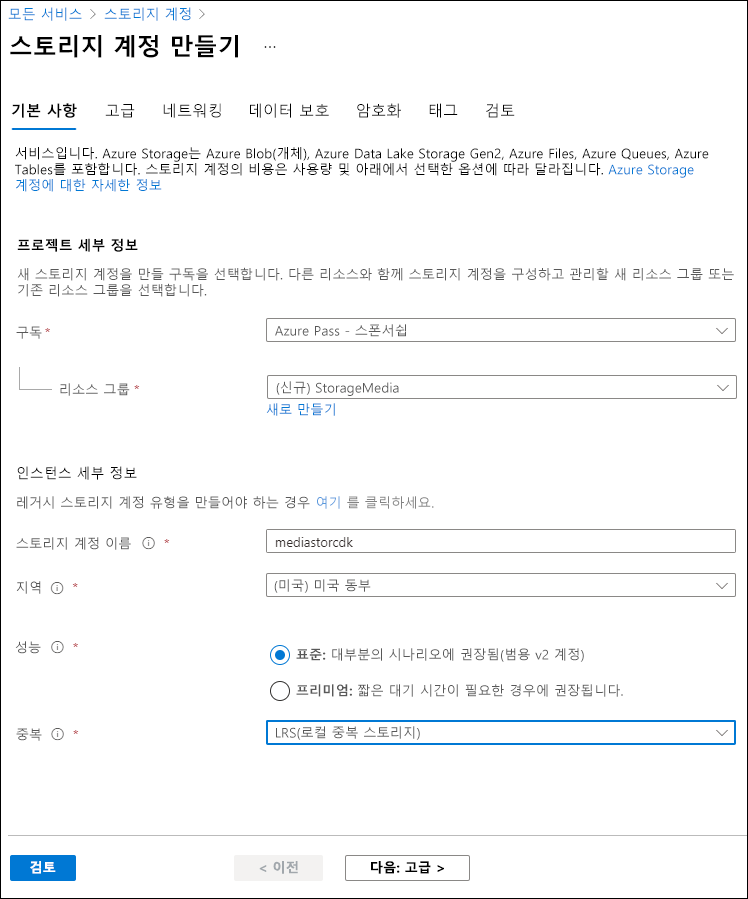 모든 서비스 > 스토리지 계정 >
스토리지 계정 만들기 ...
기본 사항 고급 네트워킹 데이터 보호 암호화 태그 검토
서비스입니다. Azure Storage는 Azure Blob(개체), Azure Data Lake Storage Gen2, Azure Files, Azure Queues, Azure
Tables를 포함합니다. 스토리지 계정의 비용은 사용량 및 아래에서 선택한 옵션에 따라 달라집니다. Azure Storage
계정에 대한 자세한 정보
프로젝트 세부 정보
새 스토리지 계정을 만들 구독을 선택합니다. 다른 리소스와 함께 스토리지 계정을 구성하고 관리할 새 리소스 그룹 또는
기존 리소스 그룹을 선택합니다.
구독 * Azure Pass - 스폰서쉽
리소스 그룹 * (신규) StorageMedia
새로 만들기
인스턴스 세부 정보
레거시 스토리지 계정 유형을 만들어야 하는 경우 여기 를 클릭하세요.
스토리지 계정 이름 * mediastorcdk
지역 * (미국) 미국 동부
성능 * 표준: 대부분의 시나리오에 권장됨(범용 v2 계정)
프리미엄: 짧은 대기 시간이 필요한 경우에 권장됩니다.
중복 * LRS(로컬 중복 스토리지)
검토 < 이전 다음: 고급 >